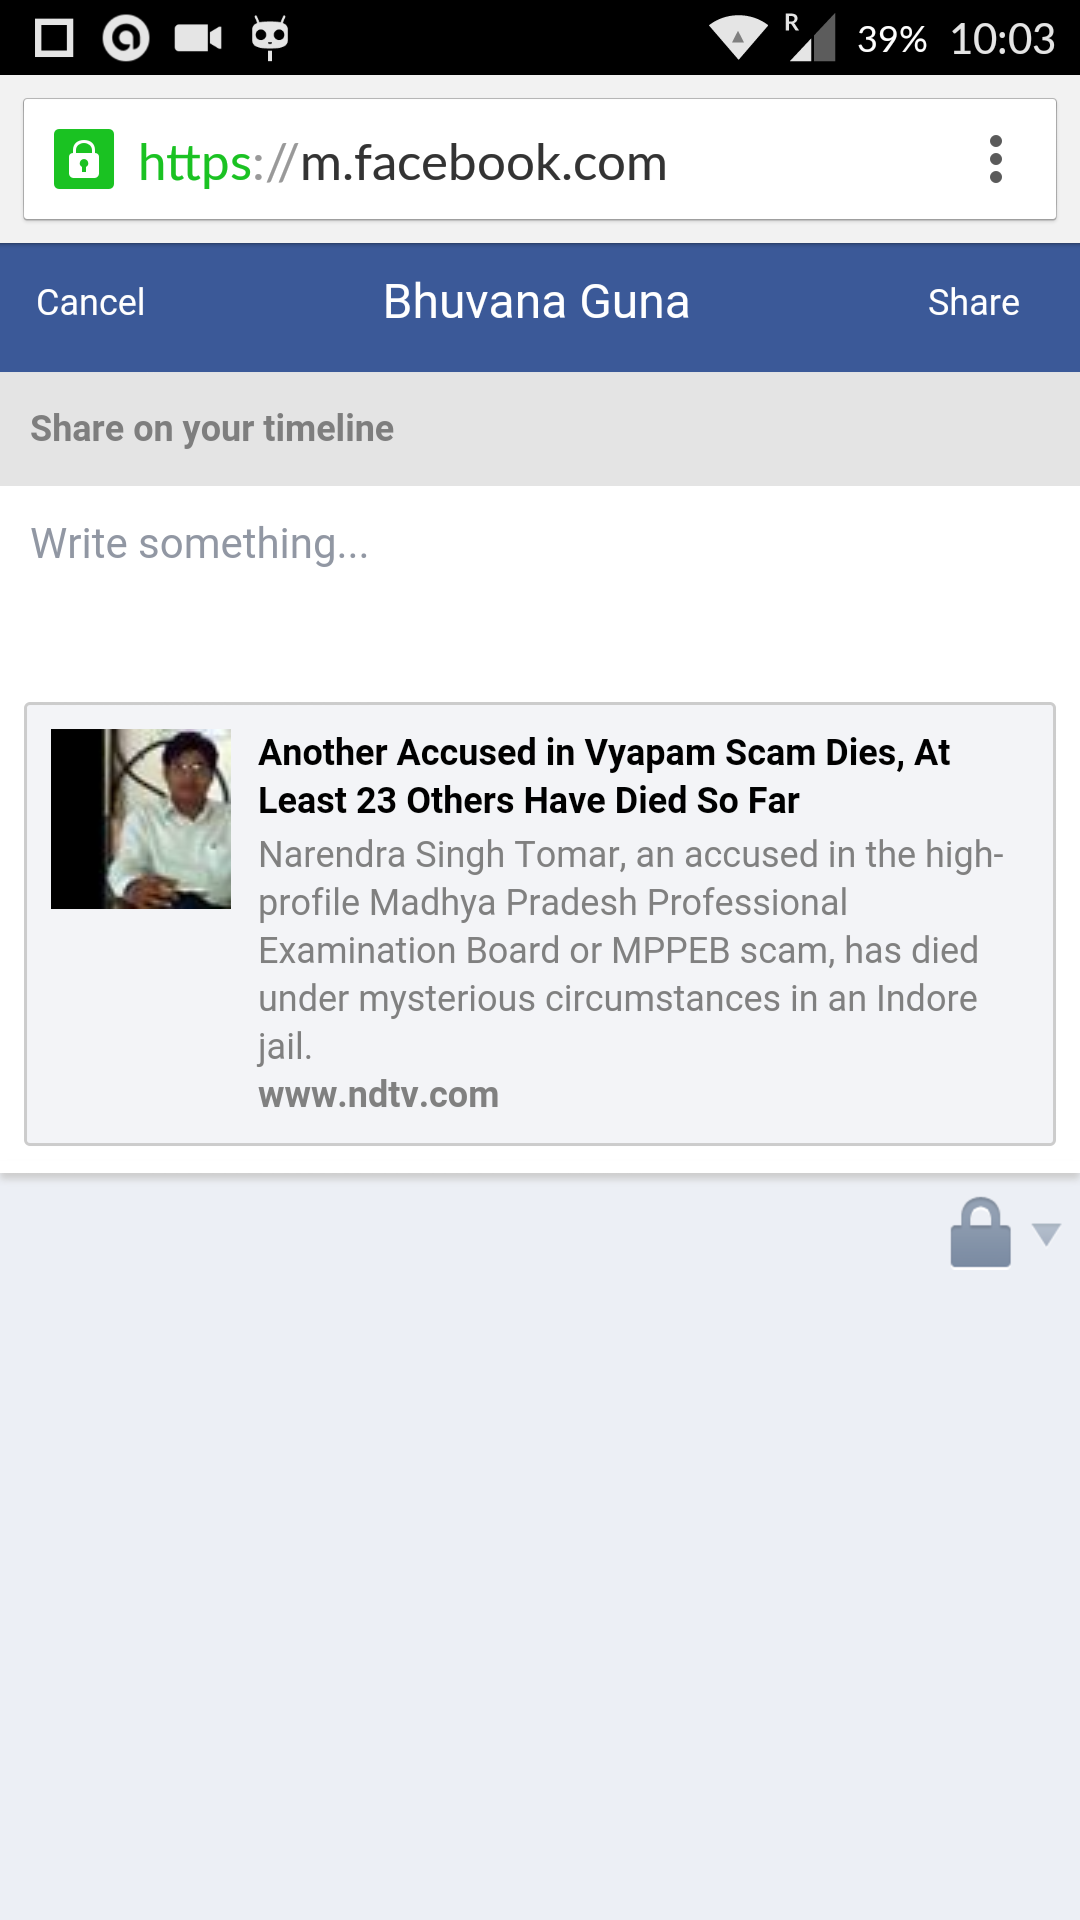 R 39% 10:03
https://m.facebook.com
Cancel Bhuvana Guna Share
Share on your timeline
Write something...
Another Accused in Vyapam Scam Dies, At
Least 23 Others Have Died So Far
Narendra Singh Tomar, an accused in the high-
profile Madhya Pradesh Professional
Examination Board or MPPEB scam, has died
under mysterious circumstances in an Indore
jail.
www.ndtv.com